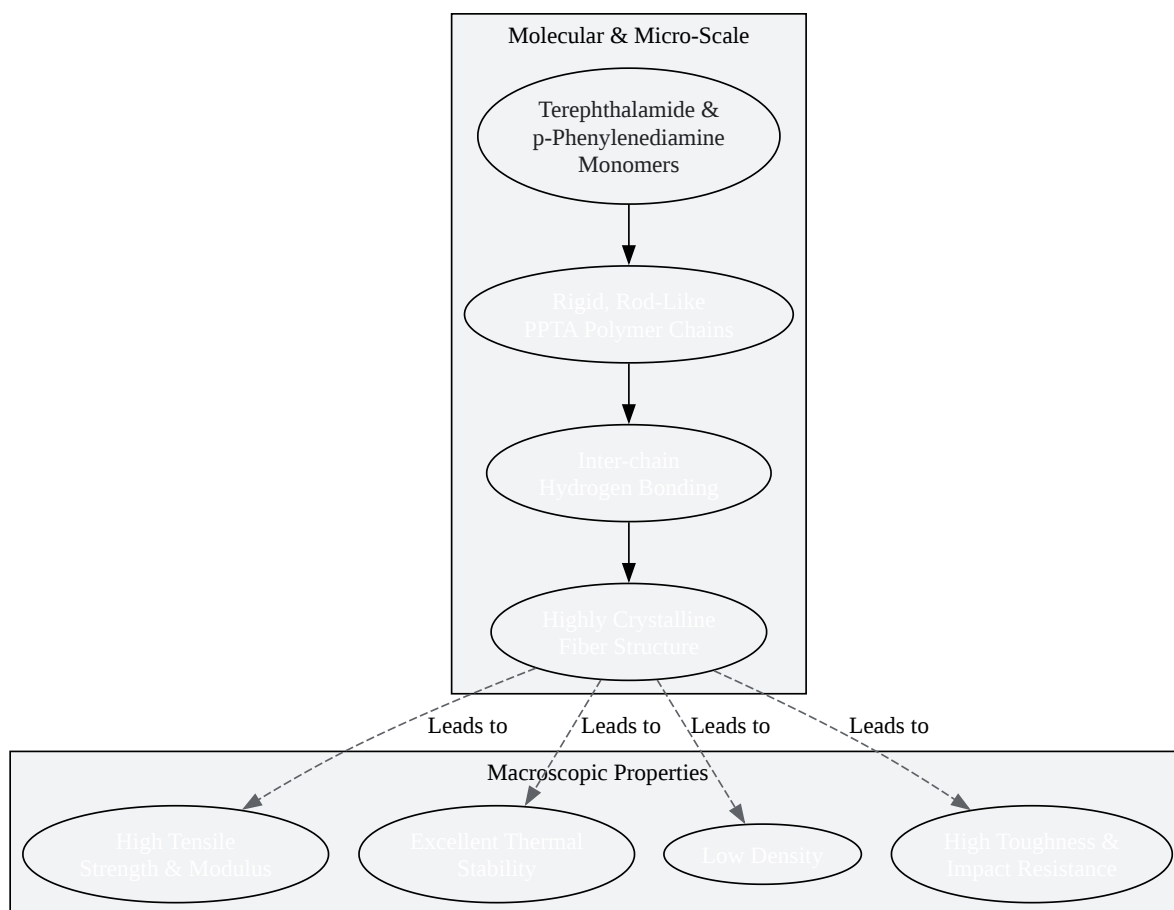 Molecular & Micro-Scale
Terephthalamide &
p-Phenylenediamine
Monomers
Rigid, Rod-Like
PPTA Polymer Chains
Inter-chain
Hydrogen Bonding
Highly Crystalline
Fiber Structure
Leads to
Leads to
Leads to
Leads to
Macroscopic Properties
High Tensile
Strength & Modulus
Excellent Thermal
Stability
Low Density
High Toughness &
Impact Resistance